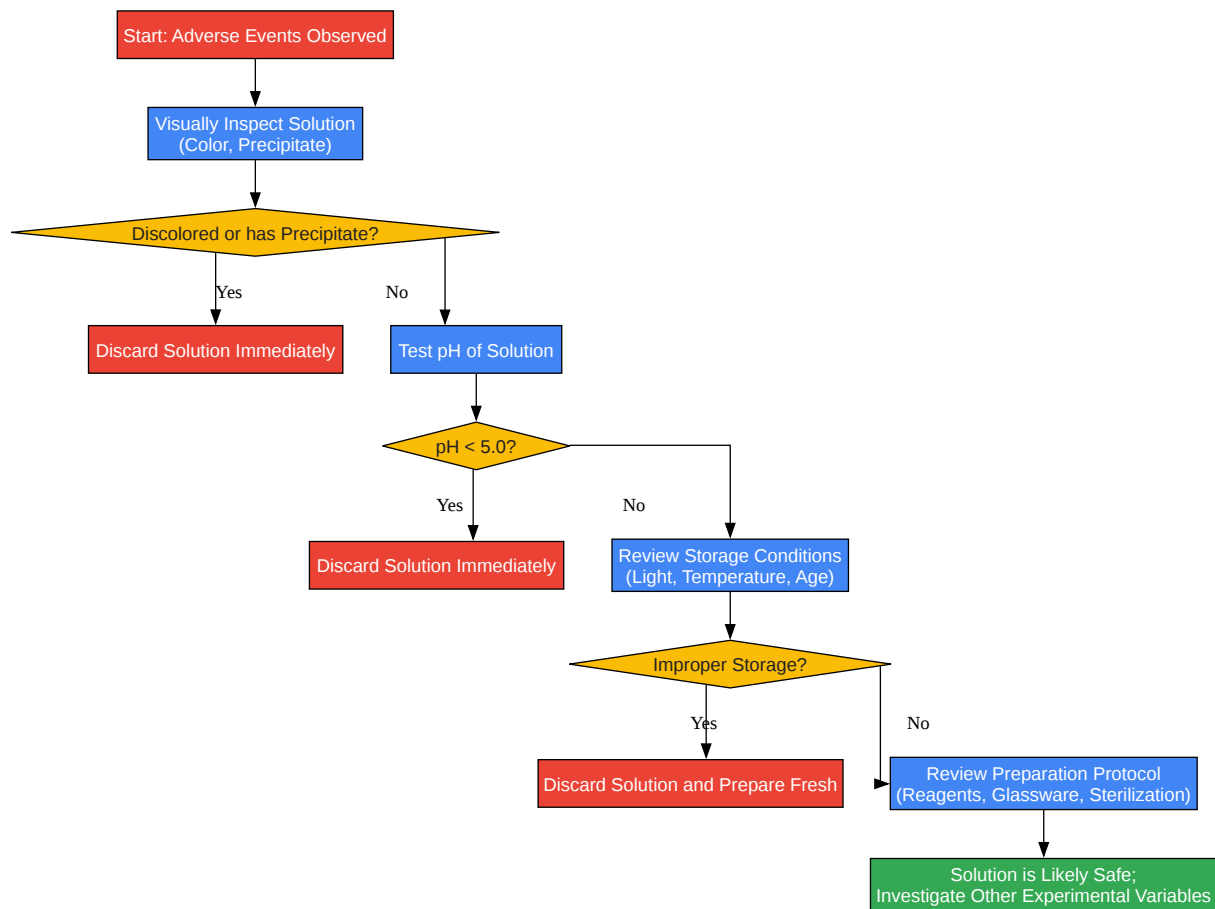 Start: Adverse Events Observed
Visually Inspect Solution
(Color, Precipitate)
Discolored or has Precipitate?
Yes
No
Discard Solution Immediately
Test pH of Solution
pH < 5.0?
Yes
No
Discard Solution Immediately
Review Storage Conditions
(Light, Temperature, Age)
Improper Storage?
Yes
No
Discard Solution and Prepare Fresh
Review Preparation Protocol
(Reagents, Glassware, Sterilization)
Solution is Likely Safe;
Investigate Other Experimental Variables